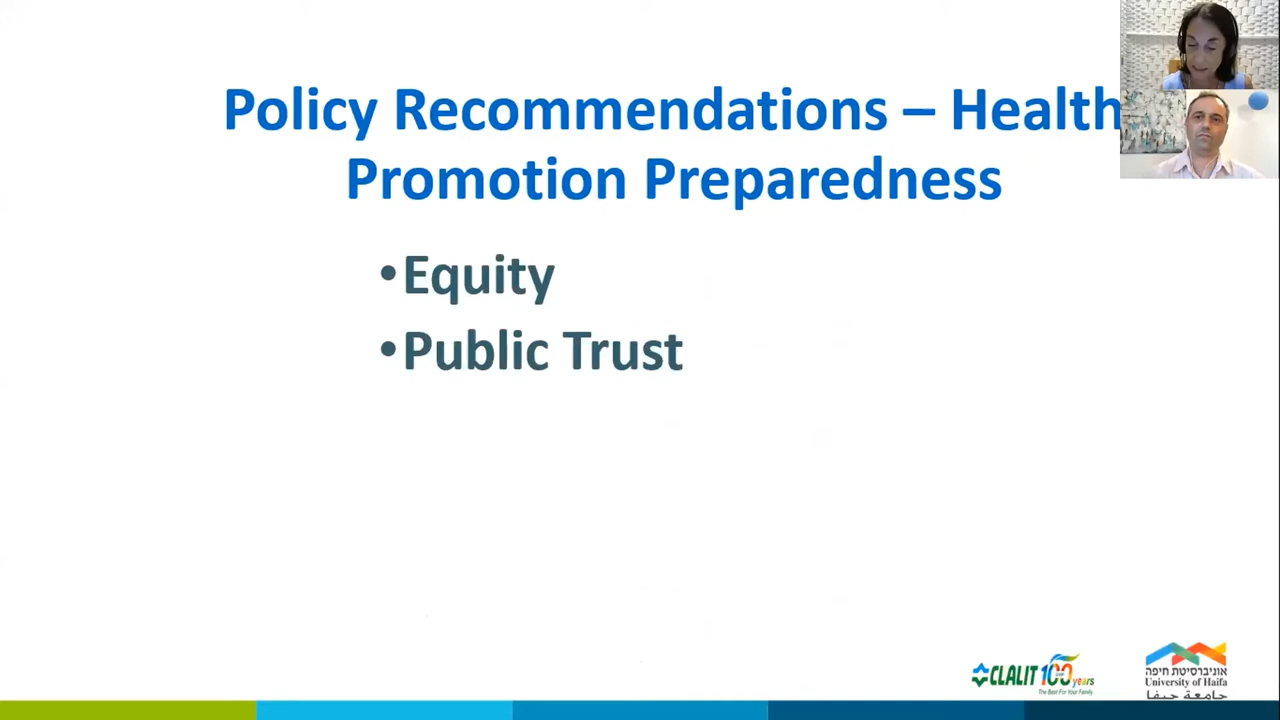 Policy Recommendations – Health
Promotion Preparedness
•Equity
•Public Trust
CLALIT 100 years
The Best For Your Family
אוניברסיטת חיפה
University of Haifa
جامعة حيفا